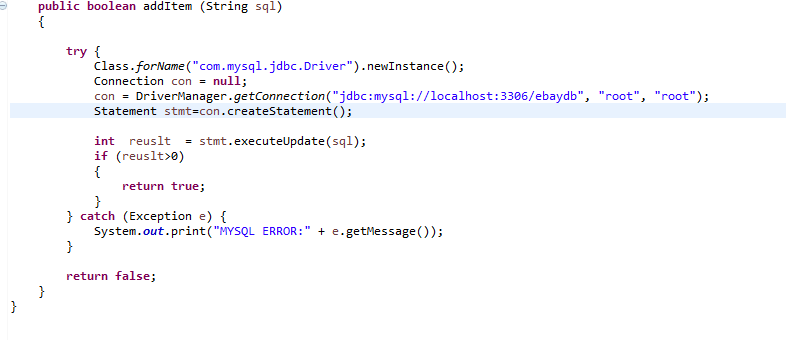 public boolean addItem (String sql)
{
try {
Class.forName("com.mysql.jdbc.Driver").newInstance();
Connection con = null;
con = DriverManager.getConnection("jdbc:mysql://localhost:3306/ebaydb", "root", "root");
Statement stmt=con.createStatement();
int  reuslt  = stmt.executeUpdate(sql);
if (reuslt>0)
{
return true;
}
} catch (Exception e) {
System.out.print("MYSQL ERROR:" + e.getMessage());
}
return false;
}
}